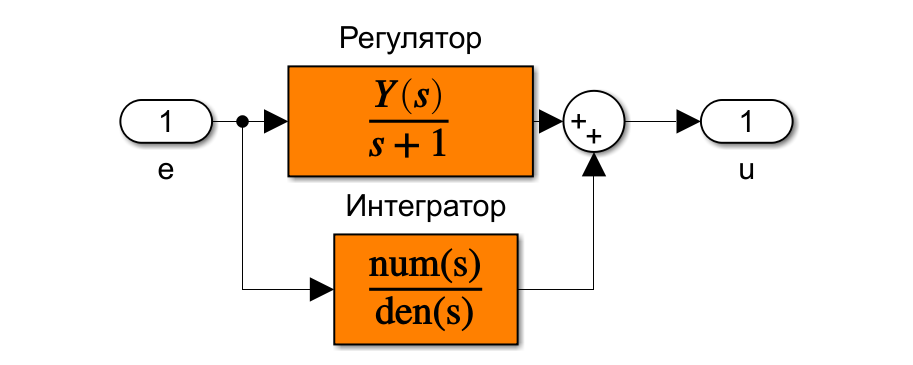 Регулятор
1
Y(s)
s + 1
+
+
1
e
u
Интегратор
num(s)
den(s)